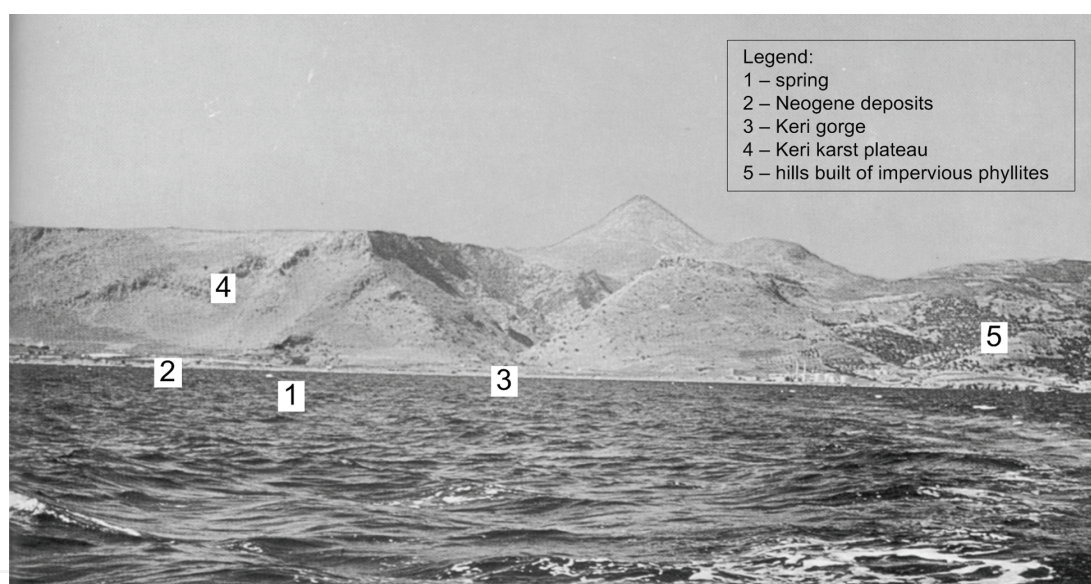 Legend:
1 – spring
2 – Neogene deposits
3 – Keri gorge
4 – Keri karst plateau
5 – hills built of impervious phyllites
4
5
2
3
1